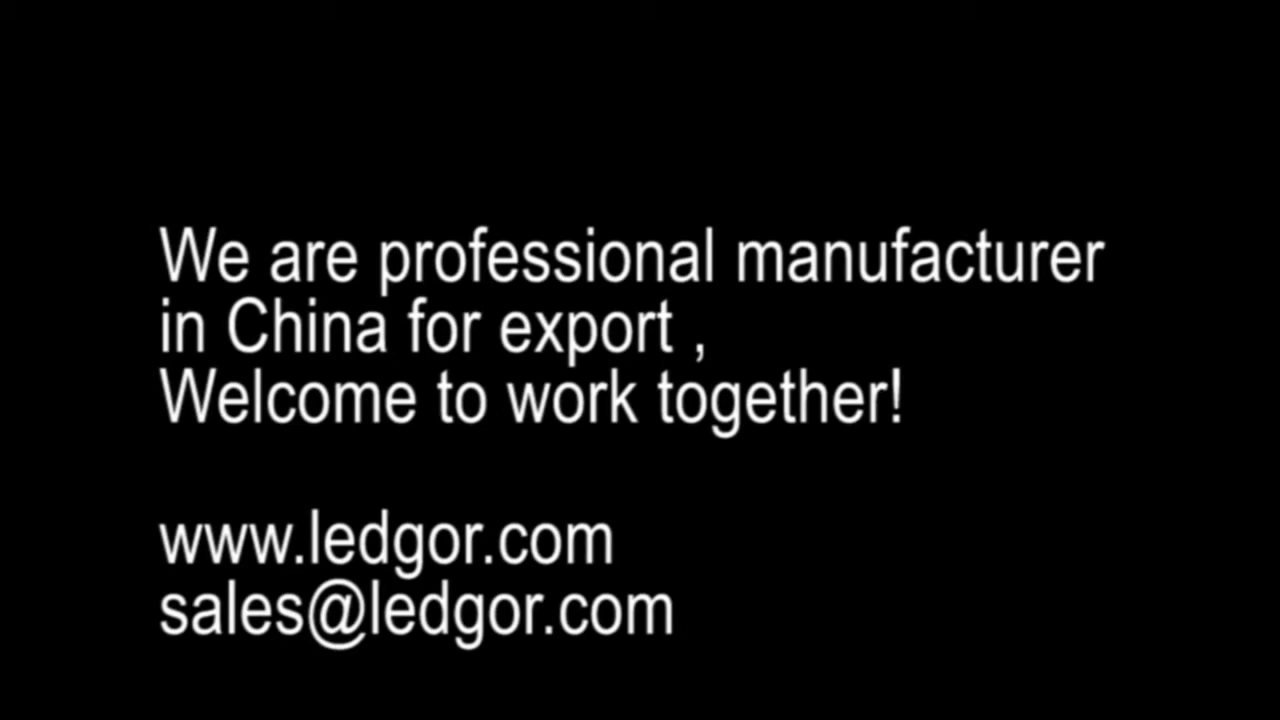 We are professional manufacturer
in China for export ,
Welcome to work together!
www.ledgor.com
sales@ledgor.com